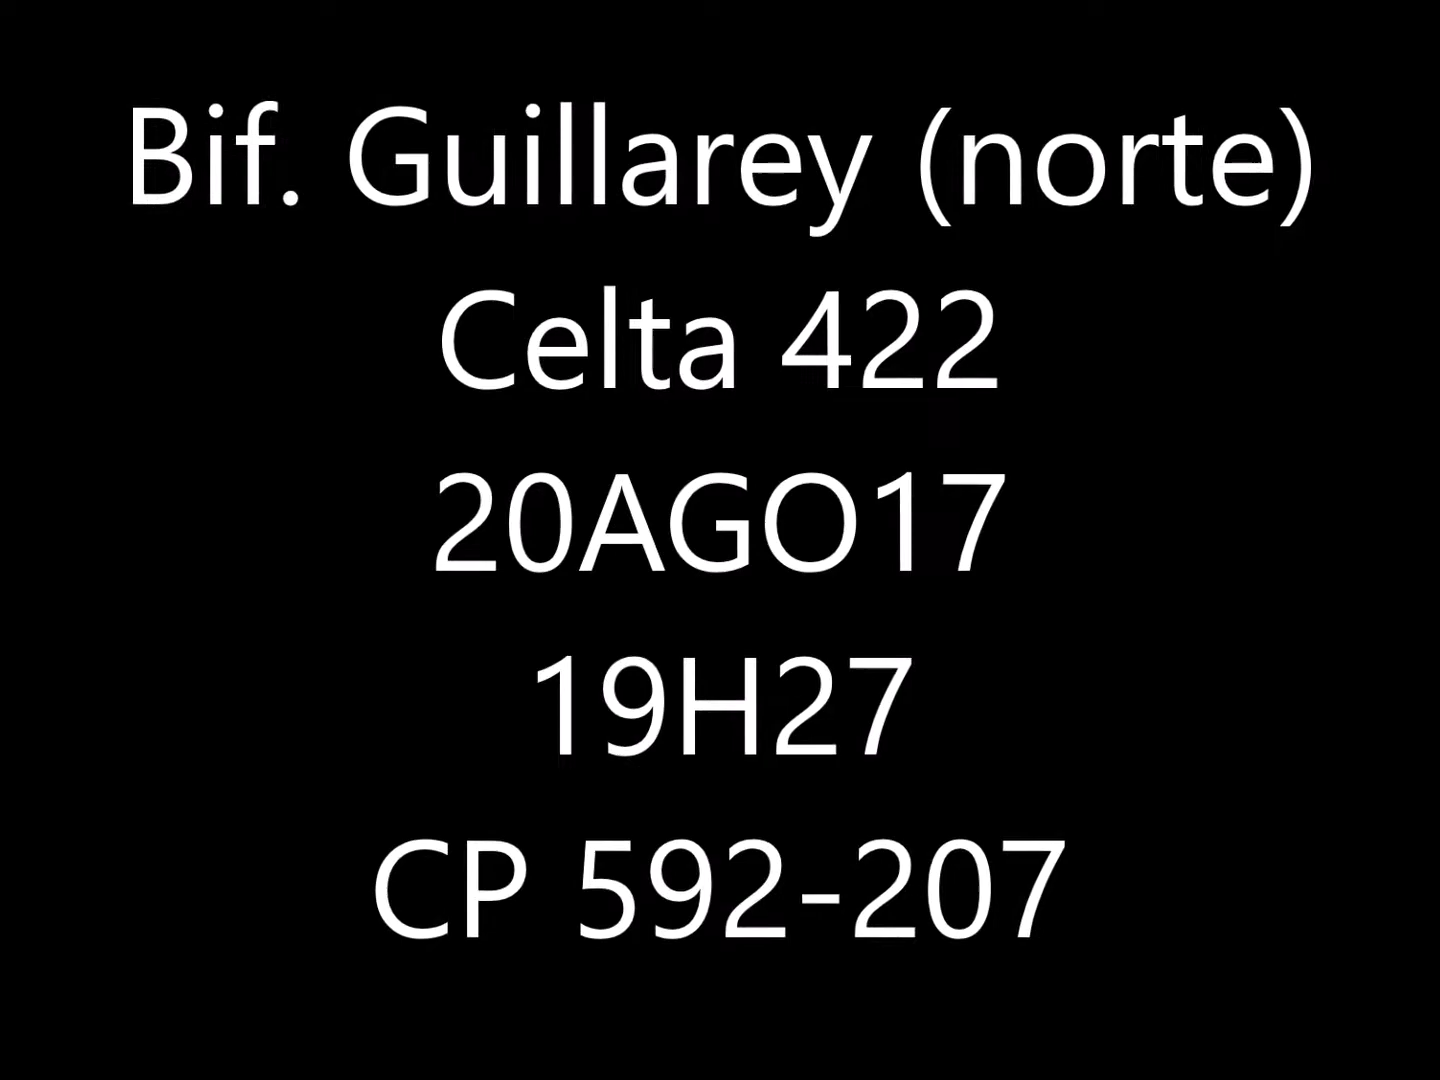 Bif. Guillarey (norte)
Celta 422
20AGO17
19H27
CP 592-207